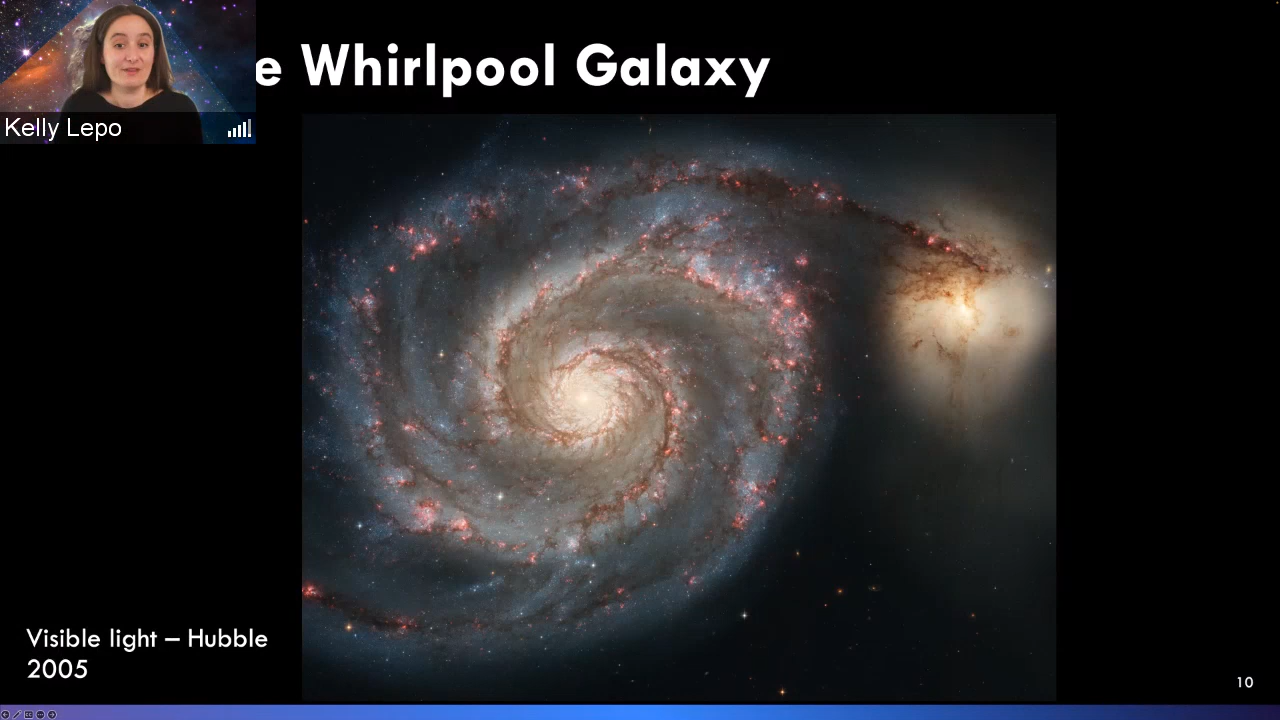 e Whirlpool Galaxy
Kelly Lepo
Visible light – Hubble
2005
10